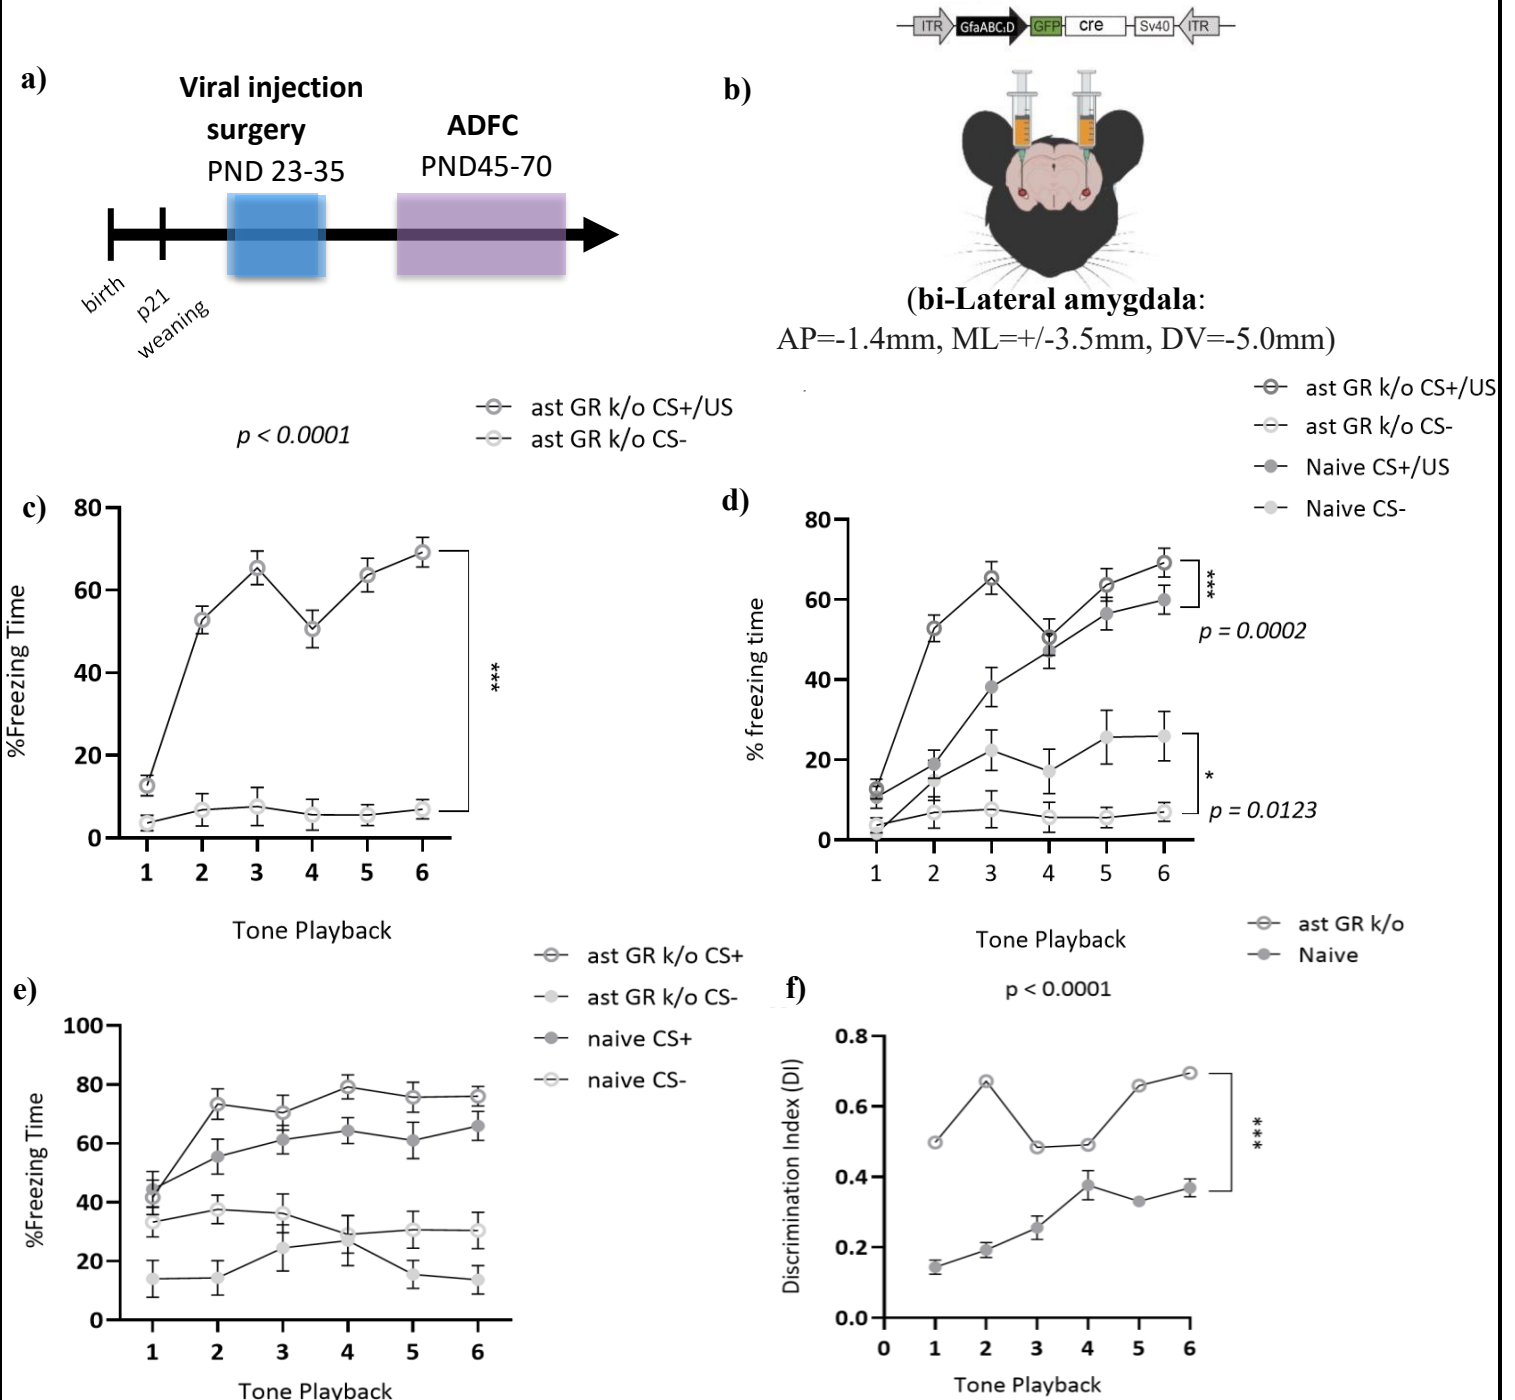 ITR GfaABC₁D GFP cre Sv40 ITR
a)
Viral injection
surgery
PND 23-35
ADFC
PND45-70
birth
p21
weaning
b)
(bi-Lateral amygdala:
AP=-1.4mm, ML=+/-3.5mm, DV=-5.0mm)
c)
p < 0.0001
ast GR k/o CS+/US
ast GR k/o CS-
%Freezing Time
80
60
40
20
0
1 2 3 4 5 6
Tone Playback
***
d)
ast GR k/o CS+/US
ast GR k/o CS-
Naive CS+/US
Naive CS-
% freezing time
80
60
40
20
0
1 2 3 4 5 6
Tone Playback
***
p = 0.0002
*
p = 0.0123
e)
ast GR k/o CS+
ast GR k/o CS-
naive CS+
naive CS-
%Freezing Time
100
80
60
40
20
0
1 2 3 4 5 6
Tone Playback
f)
ast GR k/o
Naive
p < 0.0001
Discrimination Index (DI)
0.8
0.6
0.4
0.2
0.0
0 1 2 3 4 5 6
Tone Playback
***